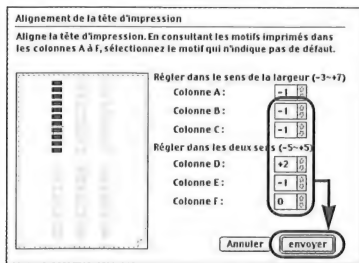 Alignement de la tête d'impression
Aligne la tête d'impression. En consultant les motifs imprimés dans
les colonnes A à F, sélectionnez le motif qui n'indique pas de défaut.
Régler dans le sens de la largeur (-3~+7)
Colonne A : -1
Colonne B : -1
Colonne C : -1
Régler dans les deux sens (-5~+5)
Colonne D : +2
Colonne E : -1
Colonne F : 0
Annuler envoyer